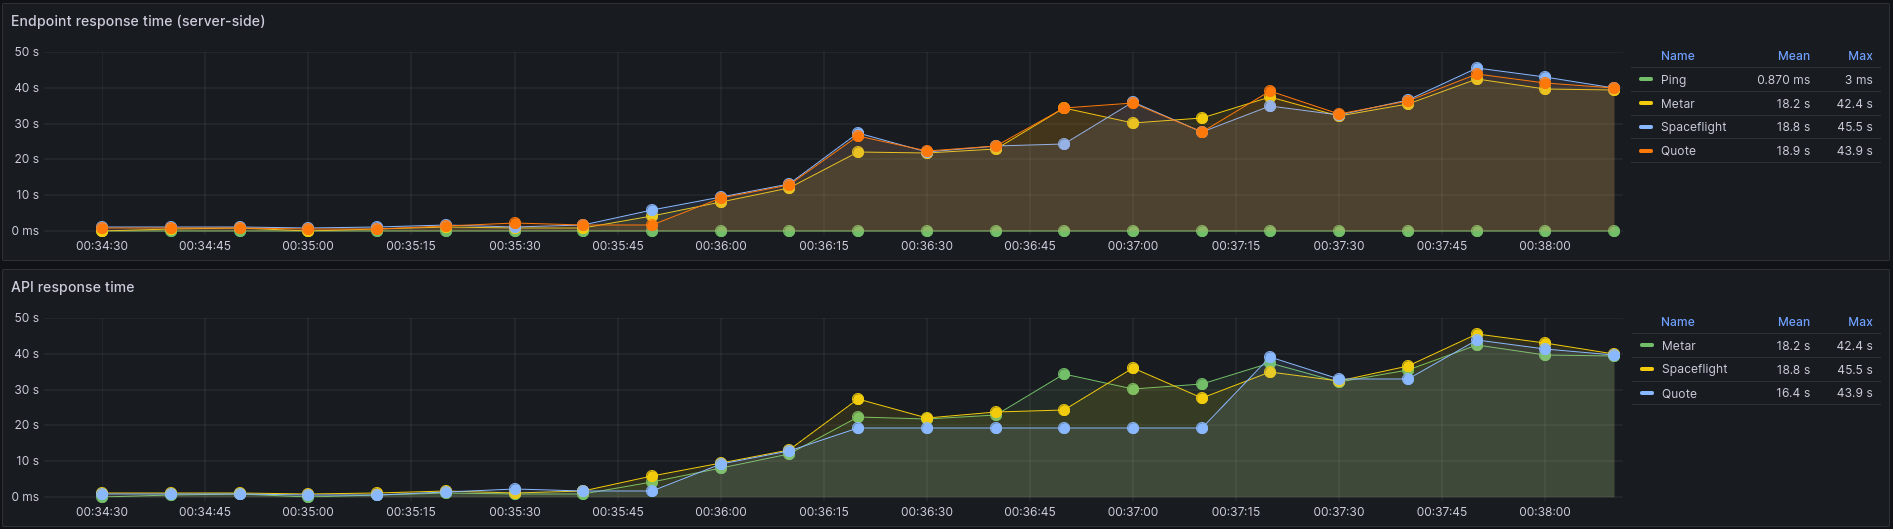 Endpoint response time (server-side)
50 s
40 s
30 s
20 s
10 s
0 ms
00:34:30 00:34:45 00:35:00 00:35:15 00:35:30 00:35:45 00:36:00 00:36:15 00:36:30 00:36:45 00:37:00 00:37:15 00:37:30 00:37:45 00:38:00
Name Mean Max
Ping 0.870 ms 3 ms
Metar 18.2 s 42.4 s
Spaceflight 18.8 s 45.5 s
Quote 18.9 s 43.9 s
API response time
50 s
40 s
30 s
20 s
10 s
0 ms
00:34:30 00:34:45 00:35:00 00:35:15 00:35:30 00:35:45 00:36:00 00:36:15 00:36:30 00:36:45 00:37:00 00:37:15 00:37:30 00:37:45 00:38:00
Name Mean Max
Metar 18.2 s 42.4 s
Spaceflight 18.8 s 45.5 s
Quote 16.4 s 43.9 s